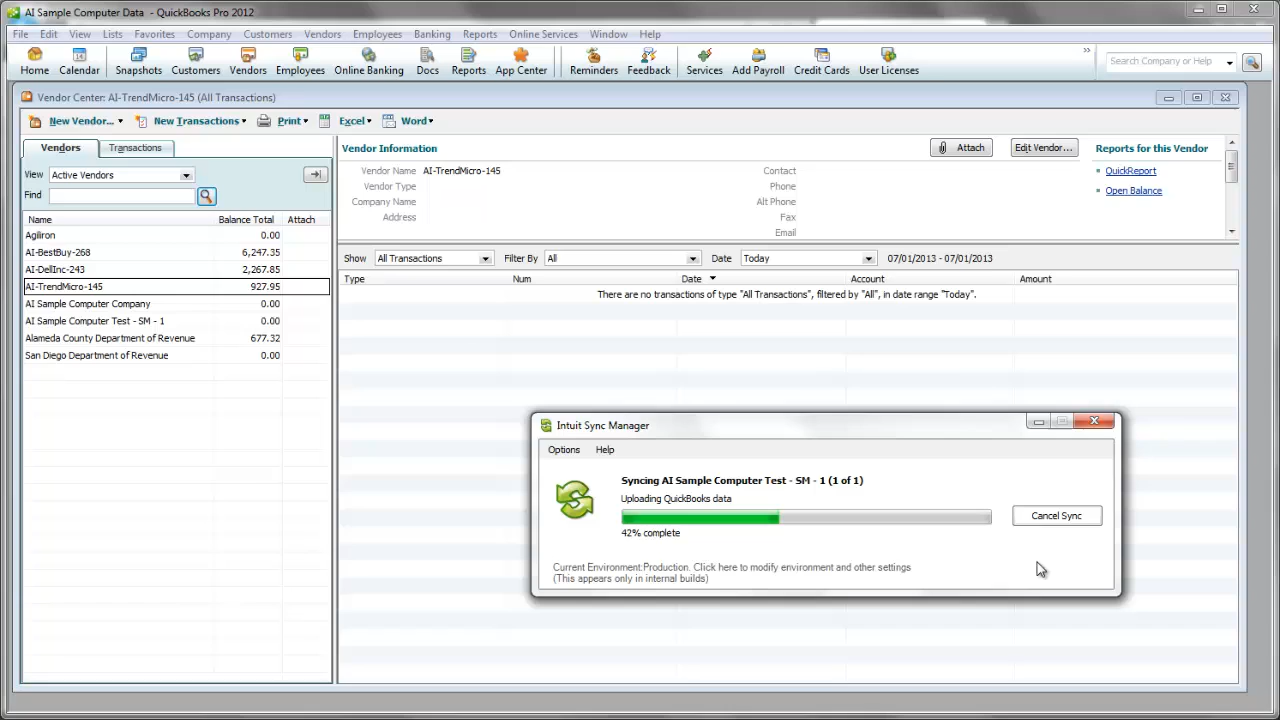 AI Sample Computer Data - QuickBooks Pro 2012
File Edit View Lists Favorites Company Customers Vendors Employees Banking Reports Online Services Window Help
Home Calendar Snapshots Customers Vendors Employees Online Banking Docs Reports App Center Reminders Feedback Services Add Payroll Credit Cards User Licenses
Search Company or Help
Vendor Center: AI-TrendMicro-145 (All Transactions)
New Vendor... New Transactions Print Excel Word
Vendors Transactions
View Active Vendors
Find
Name Balance Total Attach
Agiliron 0.00
AI-BestBuy-268 6,247.35
AI-DellInc-243 2,267.85
AI-TrendMicro-145 927.95
AI Sample Computer Company 0.00
AI Sample Computer Test - SM - 1 0.00
Alameda County Department of Revenue 677.32
San Diego Department of Revenue 0.00
Vendor Information
Attach
Edit Vendor...
Vendor Name AI-TrendMicro-145
Vendor Type
Company Name
Address
Contact
Phone
Alt Phone
Fax
Email
Reports for this Vendor
QuickReport
Open Balance
Show All Transactions Filter By All Date Today 07/01/2013 - 07/01/2013
Type Num Date Account Amount
There are no transactions of type "All Transactions", filtered by "All", in date range "Today".
Intuit Sync Manager
Options Help
Syncing AI Sample Computer Test - SM - 1 (1 of 1)
Uploading QuickBooks data
42% complete
Cancel Sync
Current Environment:Production. Click here to modify environment and other settings
(This appears only in internal builds)